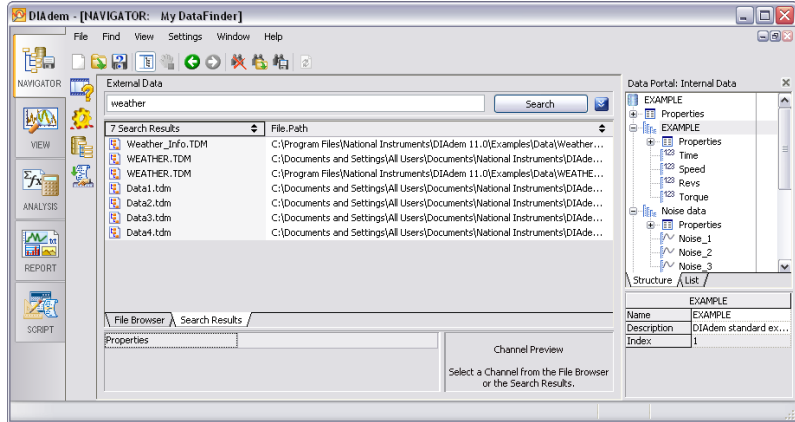 DIAdem - [NAVIGATOR: My DataFinder]
File Find View Settings Window Help
NAVIGATOR
VIEW
ANALYSIS
REPORT
SCRIPT
External Data
weather
Search
7 Search Results File.Path
Weather_Info.TDM C:\Program Files\National Instruments\DIAdem 11.0\Examples\Data\Weather...
WEATHER.TDM C:\Documents and Settings\All Users\Documents\National Instruments\DIAde...
WEATHER.TDM C:\Program Files\National Instruments\DIAdem 11.0\Examples\Data\WEATHE...
Data1.tdm C:\Documents and Settings\All Users\Documents\National Instruments\DIAde...
Data2.tdm C:\Documents and Settings\All Users\Documents\National Instruments\DIAde...
Data3.tdm C:\Documents and Settings\All Users\Documents\National Instruments\DIAde...
Data4.tdm C:\Documents and Settings\All Users\Documents\National Instruments\DIAde...
File Browser Search Results
Properties
Channel Preview
Select a Channel from the File Browser
or the Search Results.
Data Portal: Internal Data
EXAMPLE
Properties
EXAMPLE
Properties
123 Time
123 Speed
123 Revs
123 Torque
Noise data
Properties
Noise_1
Noise_2
Noise_3
Structure List
EXAMPLE
Name EXAMPLE
Description DIAdem standard ex...
Index 1